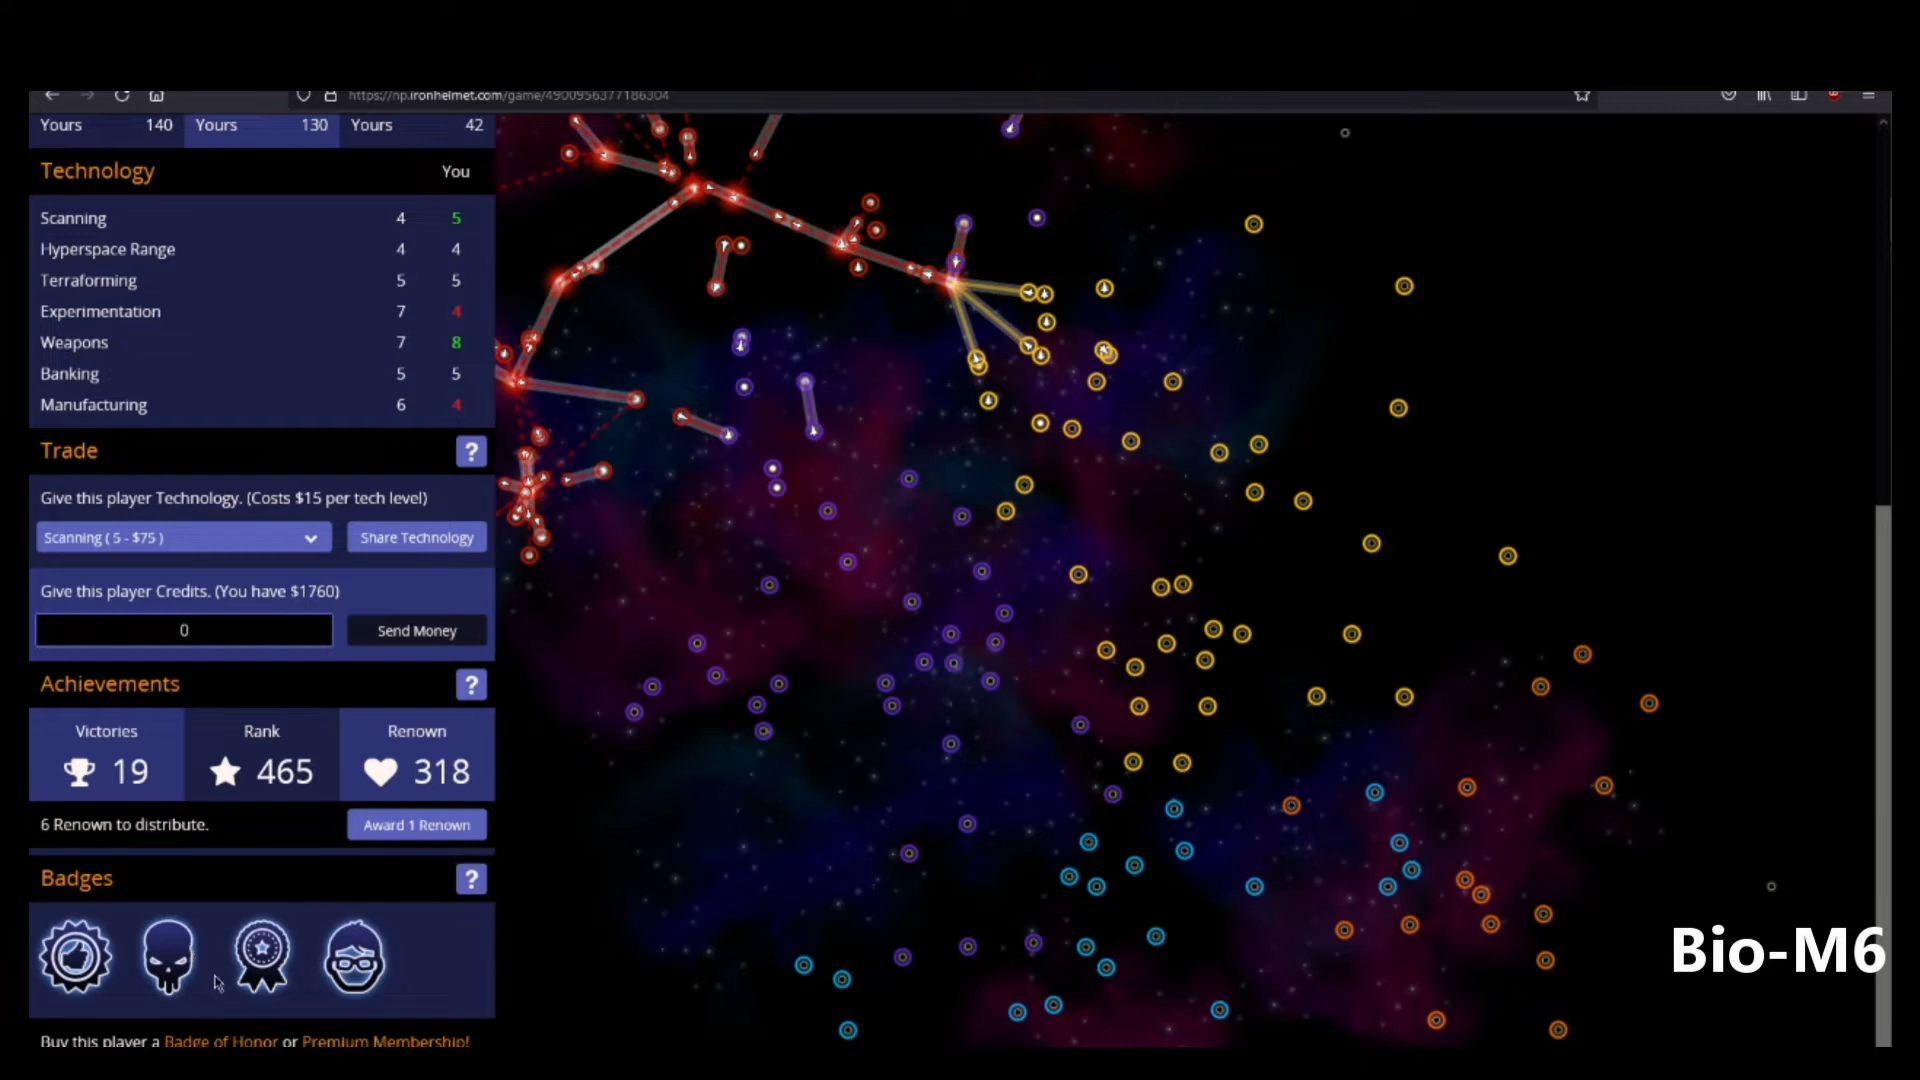 https://np.ironhelmet.com/game/4900956377186304
Yours 140 Yours 130 Yours 42
Technology You
Scanning 4 5
Hyperspace Range 4 4
Terraforming 5 5
Experimentation 7 4
Weapons 7 8
Banking 5 5
Manufacturing 6 4
Trade ?
Give this player Technology. (Costs $15 per tech level)
Scanning ( 5 - $75 ) Share Technology
Give this player Credits. (You have $1760)
0 Send Money
Achievements ?
Victories Rank Renown
19 465 318
6 Renown to distribute. Award 1 Renown
Badges ?
Bio-M6
Buy this player a Badge of Honor or Premium Membership!